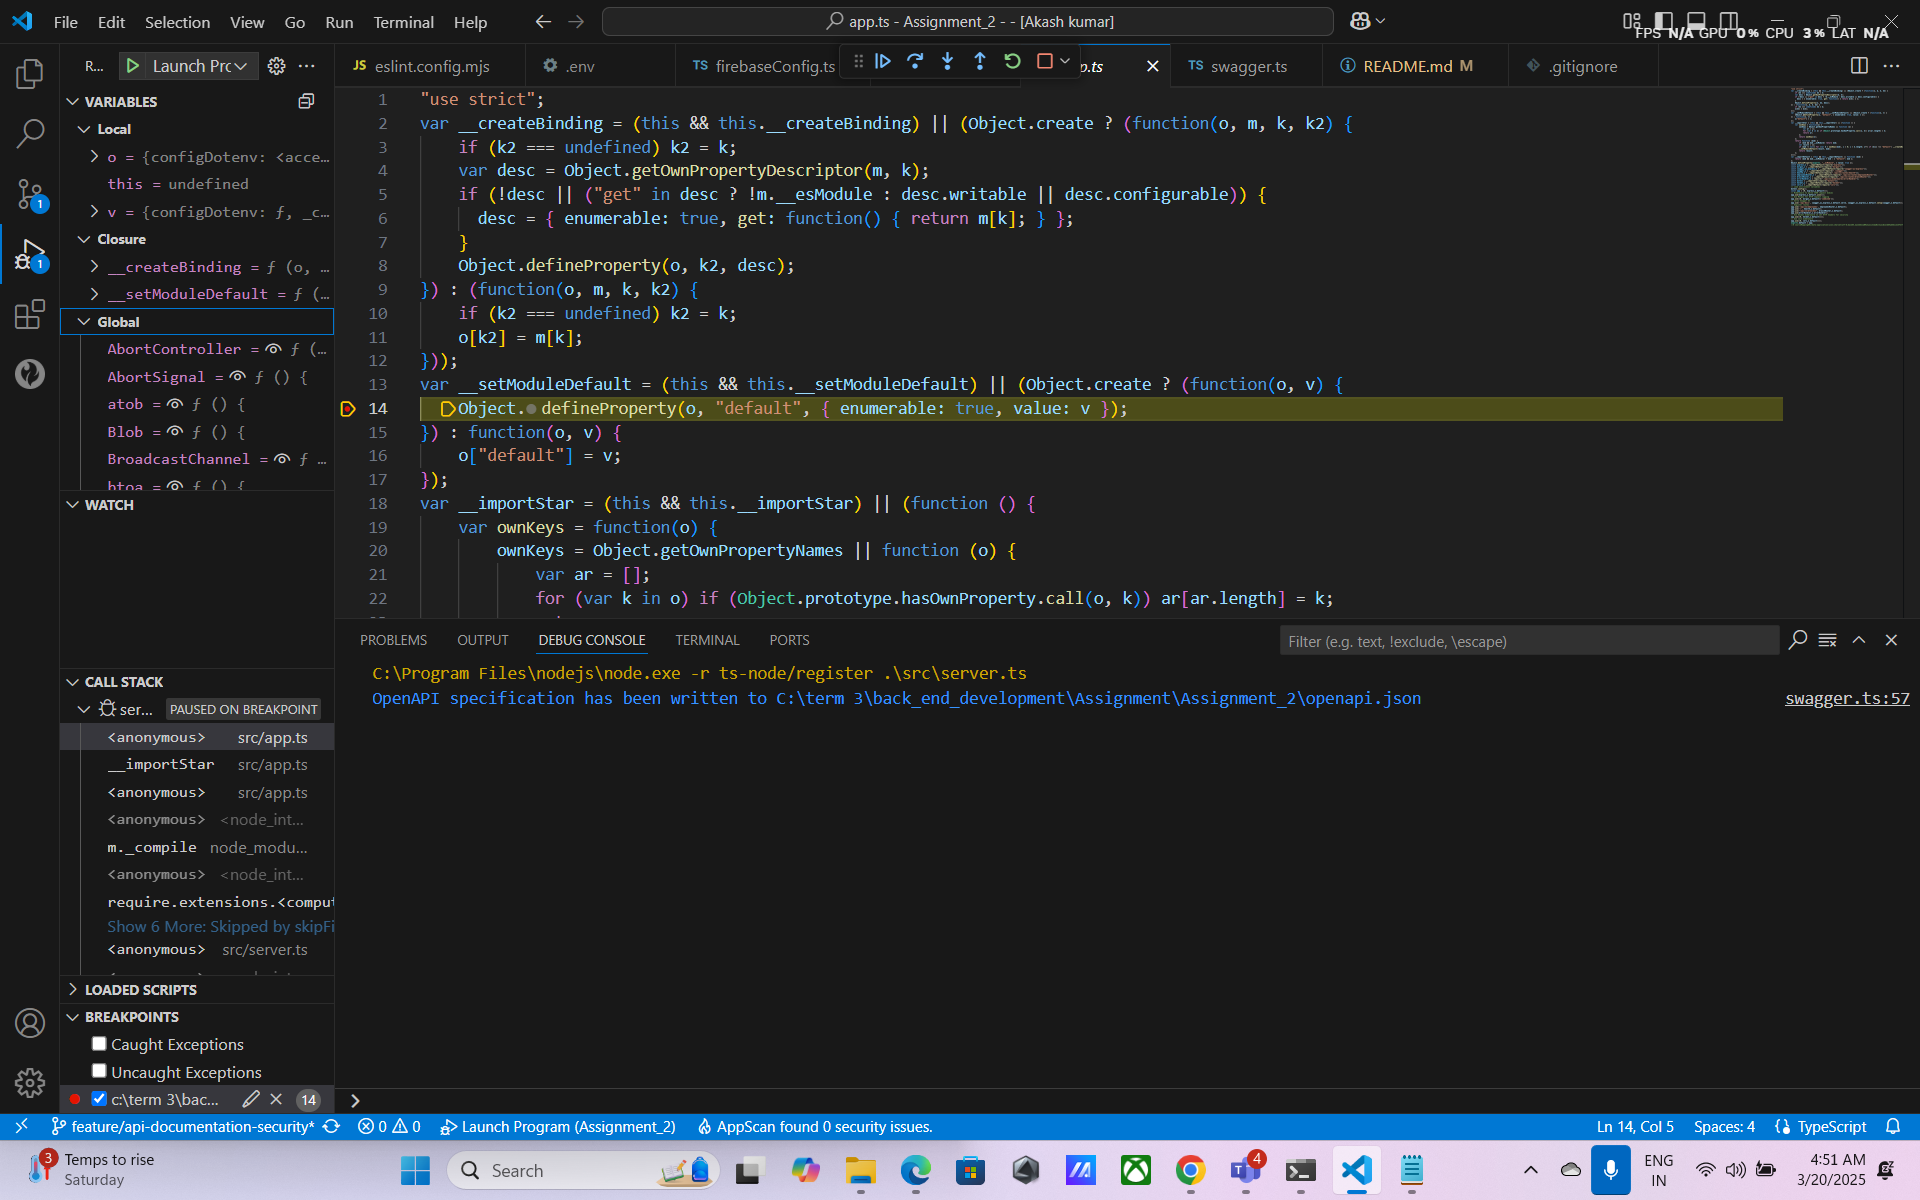 File Edit Selection View Go Run Terminal Help
app.ts - Assignment_2 - - [Akash kumar]
FPS N/A GPU 0% CPU 3% LAT N/A
R... Launch Prc
JS eslint.config.mjs
.env
TS firebaseConfig.ts
p.ts
TS swagger.ts
README.md M
.gitignore
VARIABLES
Local
o = {configDotenv: <acce...
this = undefined
v = {configDotenv: ƒ, _c...
Closure
__createBinding = ƒ (o, ...
__setModuleDefault = ƒ (...
Global
AbortController = ƒ (...
AbortSignal = ƒ () {
atob = ƒ () {
Blob = ƒ () {
BroadcastChannel = ƒ ...
btoa = ƒ () {
WATCH
CALL STACK
ser... PAUSED ON BREAKPOINT
<anonymous> src/app.ts
__importStar src/app.ts
<anonymous> src/app.ts
<anonymous> <node_int...
m._compile node_modu...
<anonymous> <node_int...
require.extensions.<comput
Show 6 More: Skipped by skipFi
<anonymous> src/server.ts
LOADED SCRIPTS
BREAKPOINTS
Caught Exceptions
Uncaught Exceptions
c:\term 3\bac... 14
1 "use strict";
2 var __createBinding = (this && this.__createBinding) || (Object.create ? (function(o, m, k, k2) {
3 if (k2 === undefined) k2 = k;
4 var desc = Object.getOwnPropertyDescriptor(m, k);
5 if (!desc || ("get" in desc ? !m.__esModule : desc.writable || desc.configurable)) {
6 desc = { enumerable: true, get: function() { return m[k]; } };
7 }
8 Object.defineProperty(o, k2, desc);
9 }) : (function(o, m, k, k2) {
10 if (k2 === undefined) k2 = k;
11 o[k2] = m[k];
12 }));
13 var __setModuleDefault = (this && this.__setModuleDefault) || (Object.create ? (function(o, v) {
14 Object.defineProperty(o, "default", { enumerable: true, value: v });
15 }) : function(o, v) {
16 o["default"] = v;
17 });
18 var __importStar = (this && this.__importStar) || (function () {
19 var ownKeys = function(o) {
20 ownKeys = Object.getOwnPropertyNames || function (o) {
21 var ar = [];
22 for (var k in o) if (Object.prototype.hasOwnProperty.call(o, k)) ar[ar.length] = k;
PROBLEMS OUTPUT DEBUG CONSOLE TERMINAL PORTS
Filter (e.g. text, !exclude, \escape)
C:\Program Files\nodejs\node.exe -r ts-node/register .\src\server.ts
OpenAPI specification has been written to C:\term 3\back_end_development\Assignment\Assignment_2\openapi.json
swagger.ts:57
feature/api-documentation-security* 0 0 Launch Program (Assignment_2) AppScan found 0 security issues.
Ln 14, Col 5 Spaces: 4 TypeScript
3 Temps to rise
Saturday
Search
4
ENG
IN
4:51 AM
3/20/2025